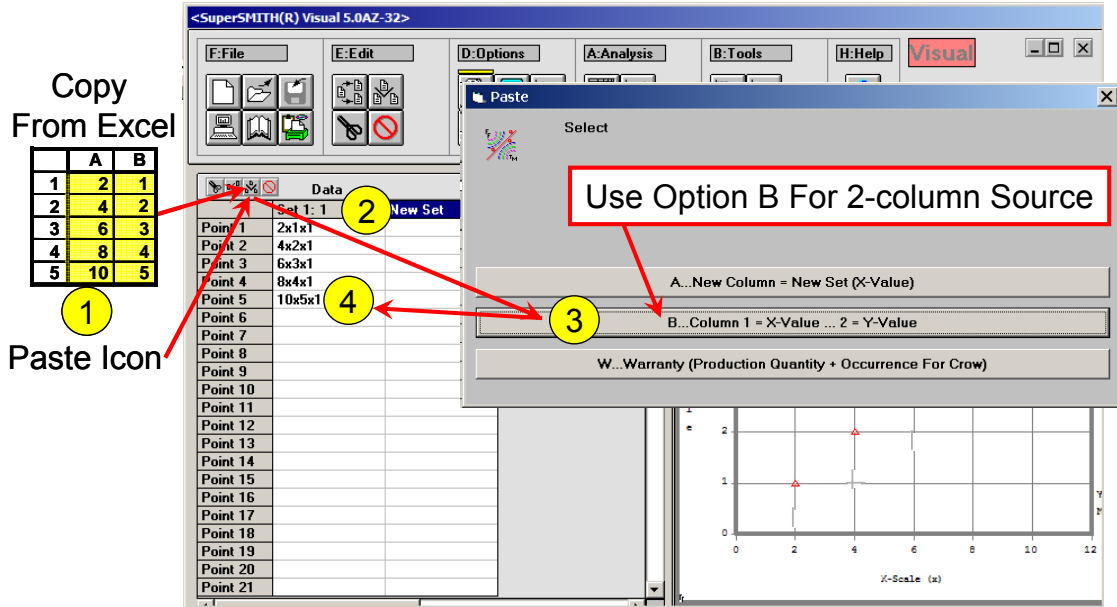 <SuperSMITH(R) Visual 5.0AZ-32>
F:File E:Edit D:Options A:Analysis B:Tools H:Help Visual
Copy
From Excel
A B
1 2 1
2 4 2
3 6 3
4 8 4
5 10 5
1
Paste Icon
Paste
Select
Use Option B For 2-column Source
A...New Column = New Set (X-Value)
3
B...Column 1 = X-Value ... 2 = Y-Value
W...Warranty (Production Quantity + Occurrence For Crow)
Data
2
Set 1: 1 New Set
Point 1 2x1x1
Point 2 4x2x1
Point 3 6x3x1
Point 4 8x4x1
Point 5 10x5x1
4
Point 6
Point 7
Point 8
Point 9
Point 10
Point 11
Point 12
Point 13
Point 14
Point 15
Point 16
Point 17
Point 18
Point 19
Point 20
Point 21
e
2
1
0
0 2 4 6 8 10 12
X-Scale (x)